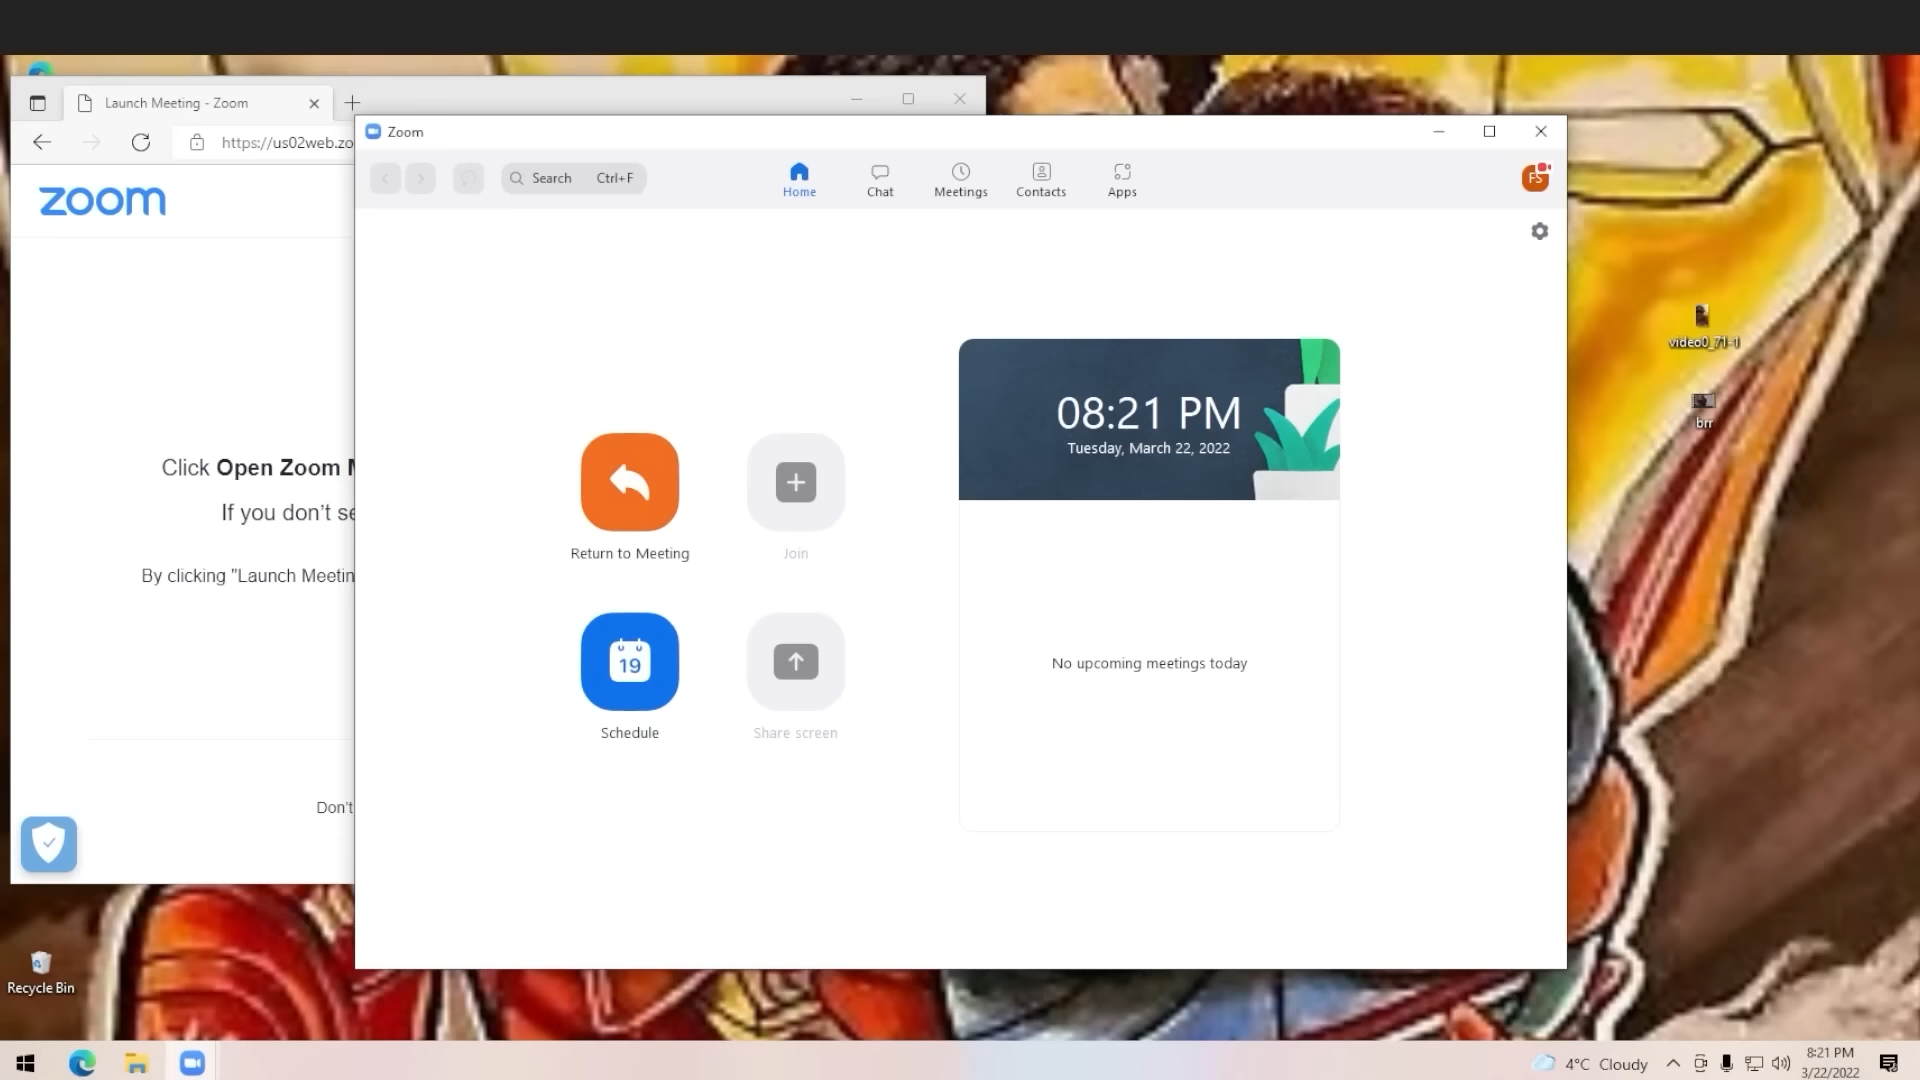 Launch Meeting - Zoom
https://us02web.zo
zoom
Click Open Zoom M
If you don't se
By clicking "Launch Meetin
Don't
Zoom
Search Ctrl+F
Home
Chat
Meetings
Contacts
Apps
FS
08:21 PM
Tuesday, March 22, 2022
Return to Meeting
Join
19
Schedule
Share screen
No upcoming meetings today
video0_71-1
brr
Recycle Bin
4°C Cloudy
8:21 PM
3/22/2022